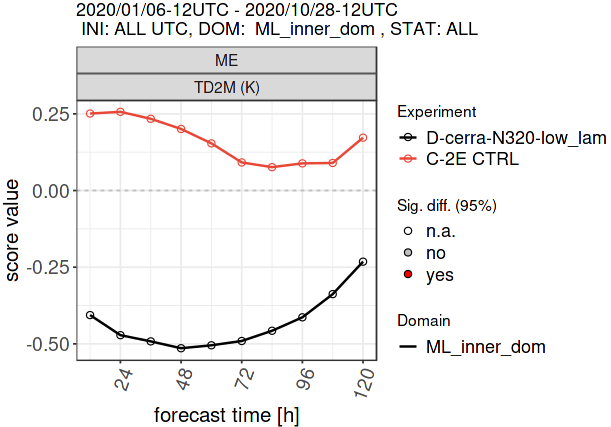 2020/01/06-12UTC - 2020/10/28-12UTC
INI: ALL UTC, DOM: ML_inner_dom , STAT: ALL
ME
TD2M (K)
0.25
0.00
-0.25
-0.50
score value
24
48
72
96
120
forecast time [h]
Experiment
D-cerra-N320-low_lam
C-2E CTRL
Sig. diff. (95%)
n.a.
no
yes
Domain
ML_inner_dom